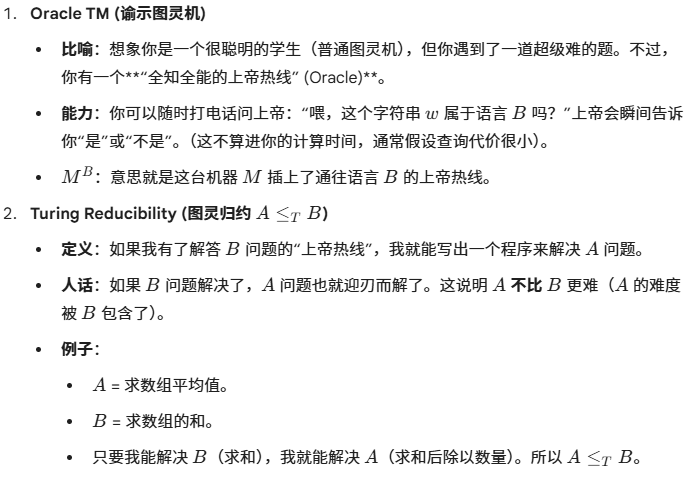 1. Oracle TM (谕示图灵机)
• 比喻：想象你是一个很聪明的学生（普通图灵机），但你遇到了一道超级难的题。不过，
你有一个**“全知全能的上帝热线” (Oracle)**。
• 能力：你可以随时打电话问上帝：“喂，这个字符串 w 属于语言 B 吗？”上帝会瞬间告诉
你“是”或“不是”。（这不算进你的计算时间，通常假设查询代价很小）。
• M^B：意思就是这台机器 M 插上了通往语言 B 的上帝热线。
2. Turing Reducibility (图灵归约 A ≤_T B)
• 定义：如果我有了解答 B 问题的“上帝热线”，我就能写出一个程序来解决 A 问题。
• 人话：如果 B 问题解决了，A 问题也就迎刃而解了。这说明 A 不比 B 更难（A 的难度
被 B 包含了）。
• 例子：
• A = 求数组平均值。
• B = 求数组的和。
• 只要我能解决 B（求和），我就能解决 A（求和后除以数量）。所以 A ≤_T B。